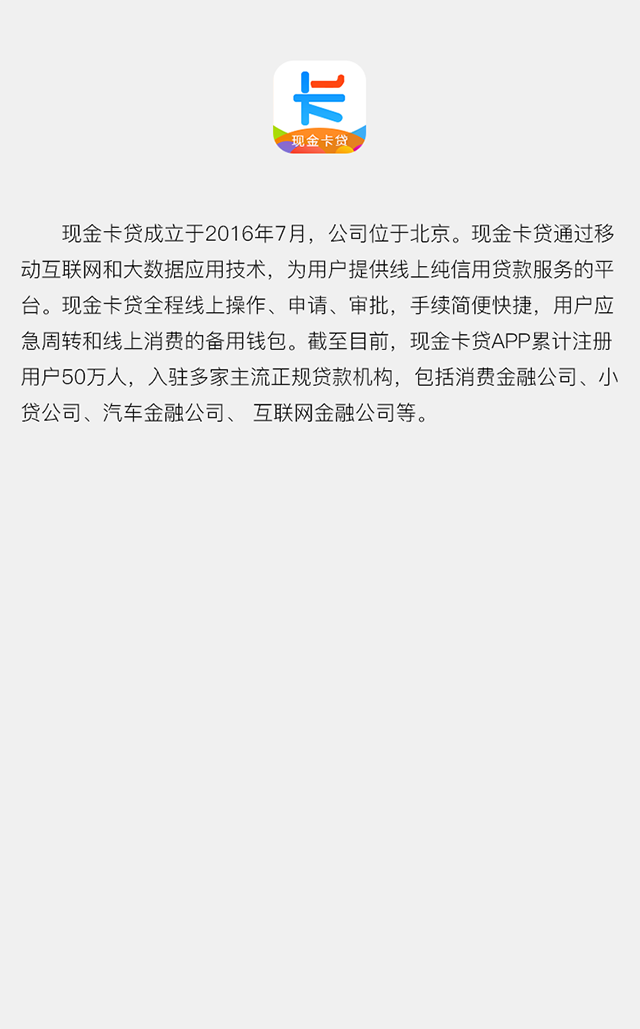 卡
现金卡贷
现金卡贷成立于2016年7月，公司位于北京。现金卡贷通过移
动互联网和大数据应用技术，为用户提供线上纯信用贷款服务的平
台。现金卡贷全程线上操作、申请、审批，手续简便快捷，用户应
急周转和线上消费的备用钱包。截至目前，现金卡贷APP累计注册
用户50万人，入驻多家主流正规贷款机构，包括消费金融公司、小
贷公司、汽车金融公司、 互联网金融公司等。